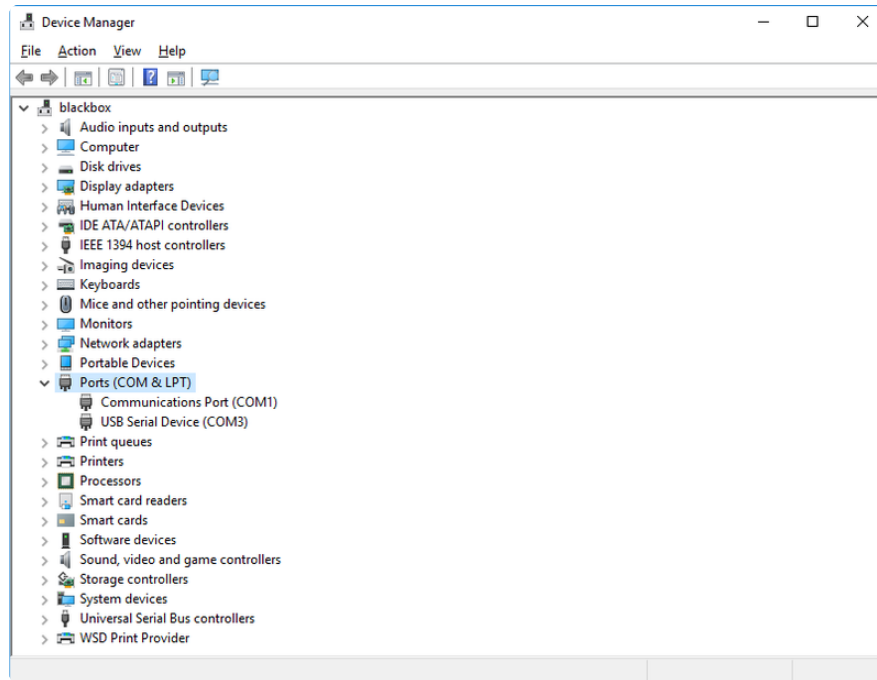 Device Manager
File Action View Help
blackbox
Audio inputs and outputs
Computer
Disk drives
Display adapters
Human Interface Devices
IDE ATA/ATAPI controllers
IEEE 1394 host controllers
Imaging devices
Keyboards
Mice and other pointing devices
Monitors
Network adapters
Portable Devices
Ports (COM & LPT)
Communications Port (COM1)
USB Serial Device (COM3)
Print queues
Printers
Processors
Smart card readers
Smart cards
Software devices
Sound, video and game controllers
Storage controllers
System devices
Universal Serial Bus controllers
WSD Print Provider